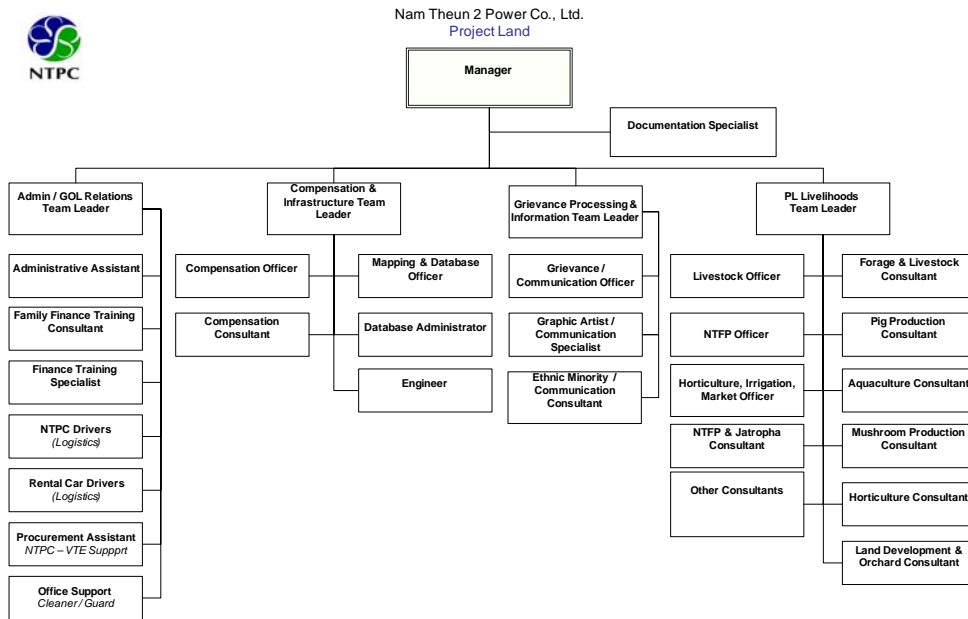 Nam Theun 2 Power Co., Ltd.
Project Land
NTPC
Manager
Documentation Specialist
Admin / GOL Relations
Team Leader
Administrative Assistant
Family Finance Training
Consultant
Finance Training
Specialist
NTPC Drivers
(Logistics)
Rental Car Drivers
(Logistics)
Procurement Assistant
NTPC – VTE Suppprt
Office Support
Cleaner / Guard
Compensation &
Infrastructure Team
Leader
Compensation Officer
Compensation
Consultant
Mapping & Database
Officer
Database Administrator
Engineer
Grievance Processing &
Information Team Leader
Grievance /
Communication Officer
Graphic Artist /
Communication
Specialist
Ethnic Minority /
Communication
Consultant
PL Livelihoods
Team Leader
Livestock Officer
NTFP Officer
Horticulture, Irrigation,
Market Officer
NTFP & Jatropha
Consultant
Other Consultants
Forage & Livestock
Consultant
Pig Production
Consultant
Aquaculture Consultant
Mushroom Production
Consultant
Horticulture Consultant
Land Development &
Orchard Consultant